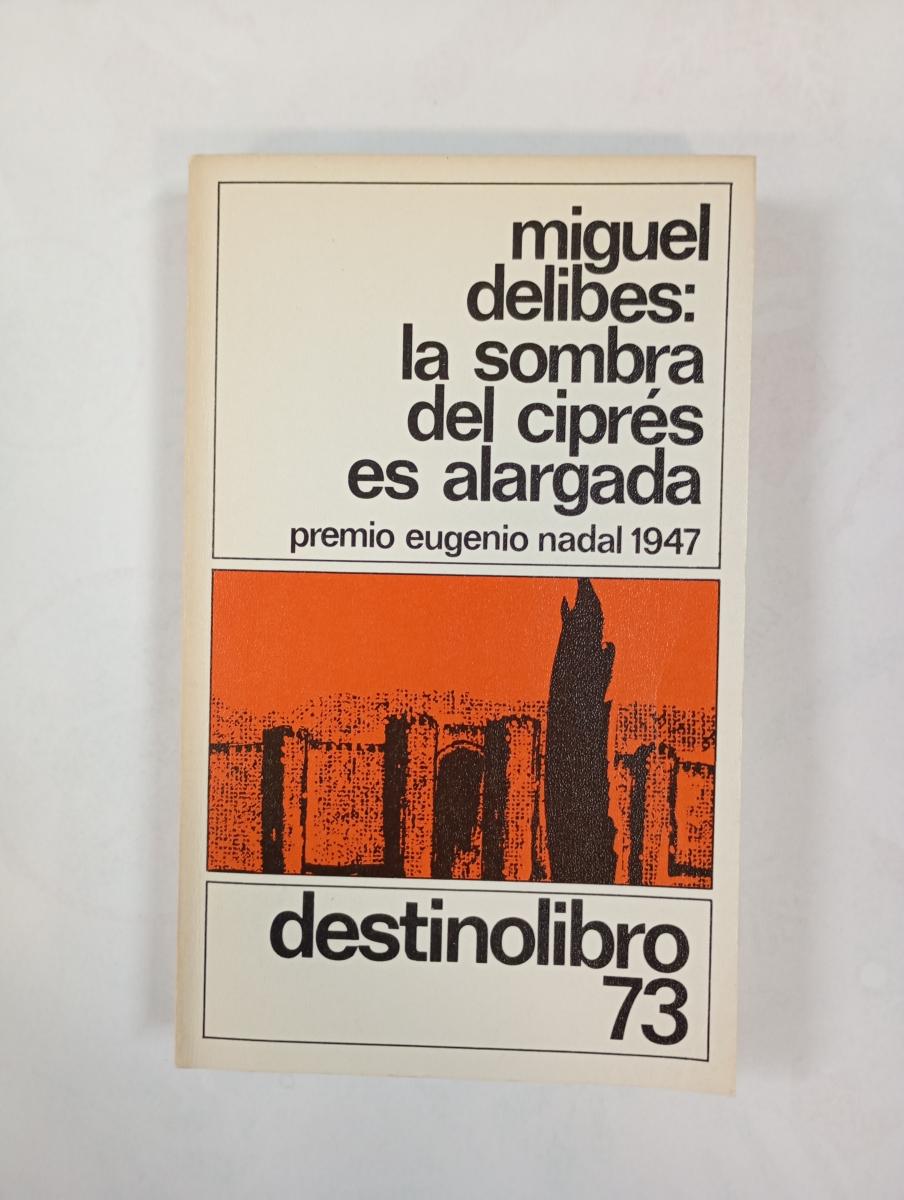 miguel
delibes:
la sombra
del ciprés
es alargada
premio eugenio nadal 1947
destinolibro
73